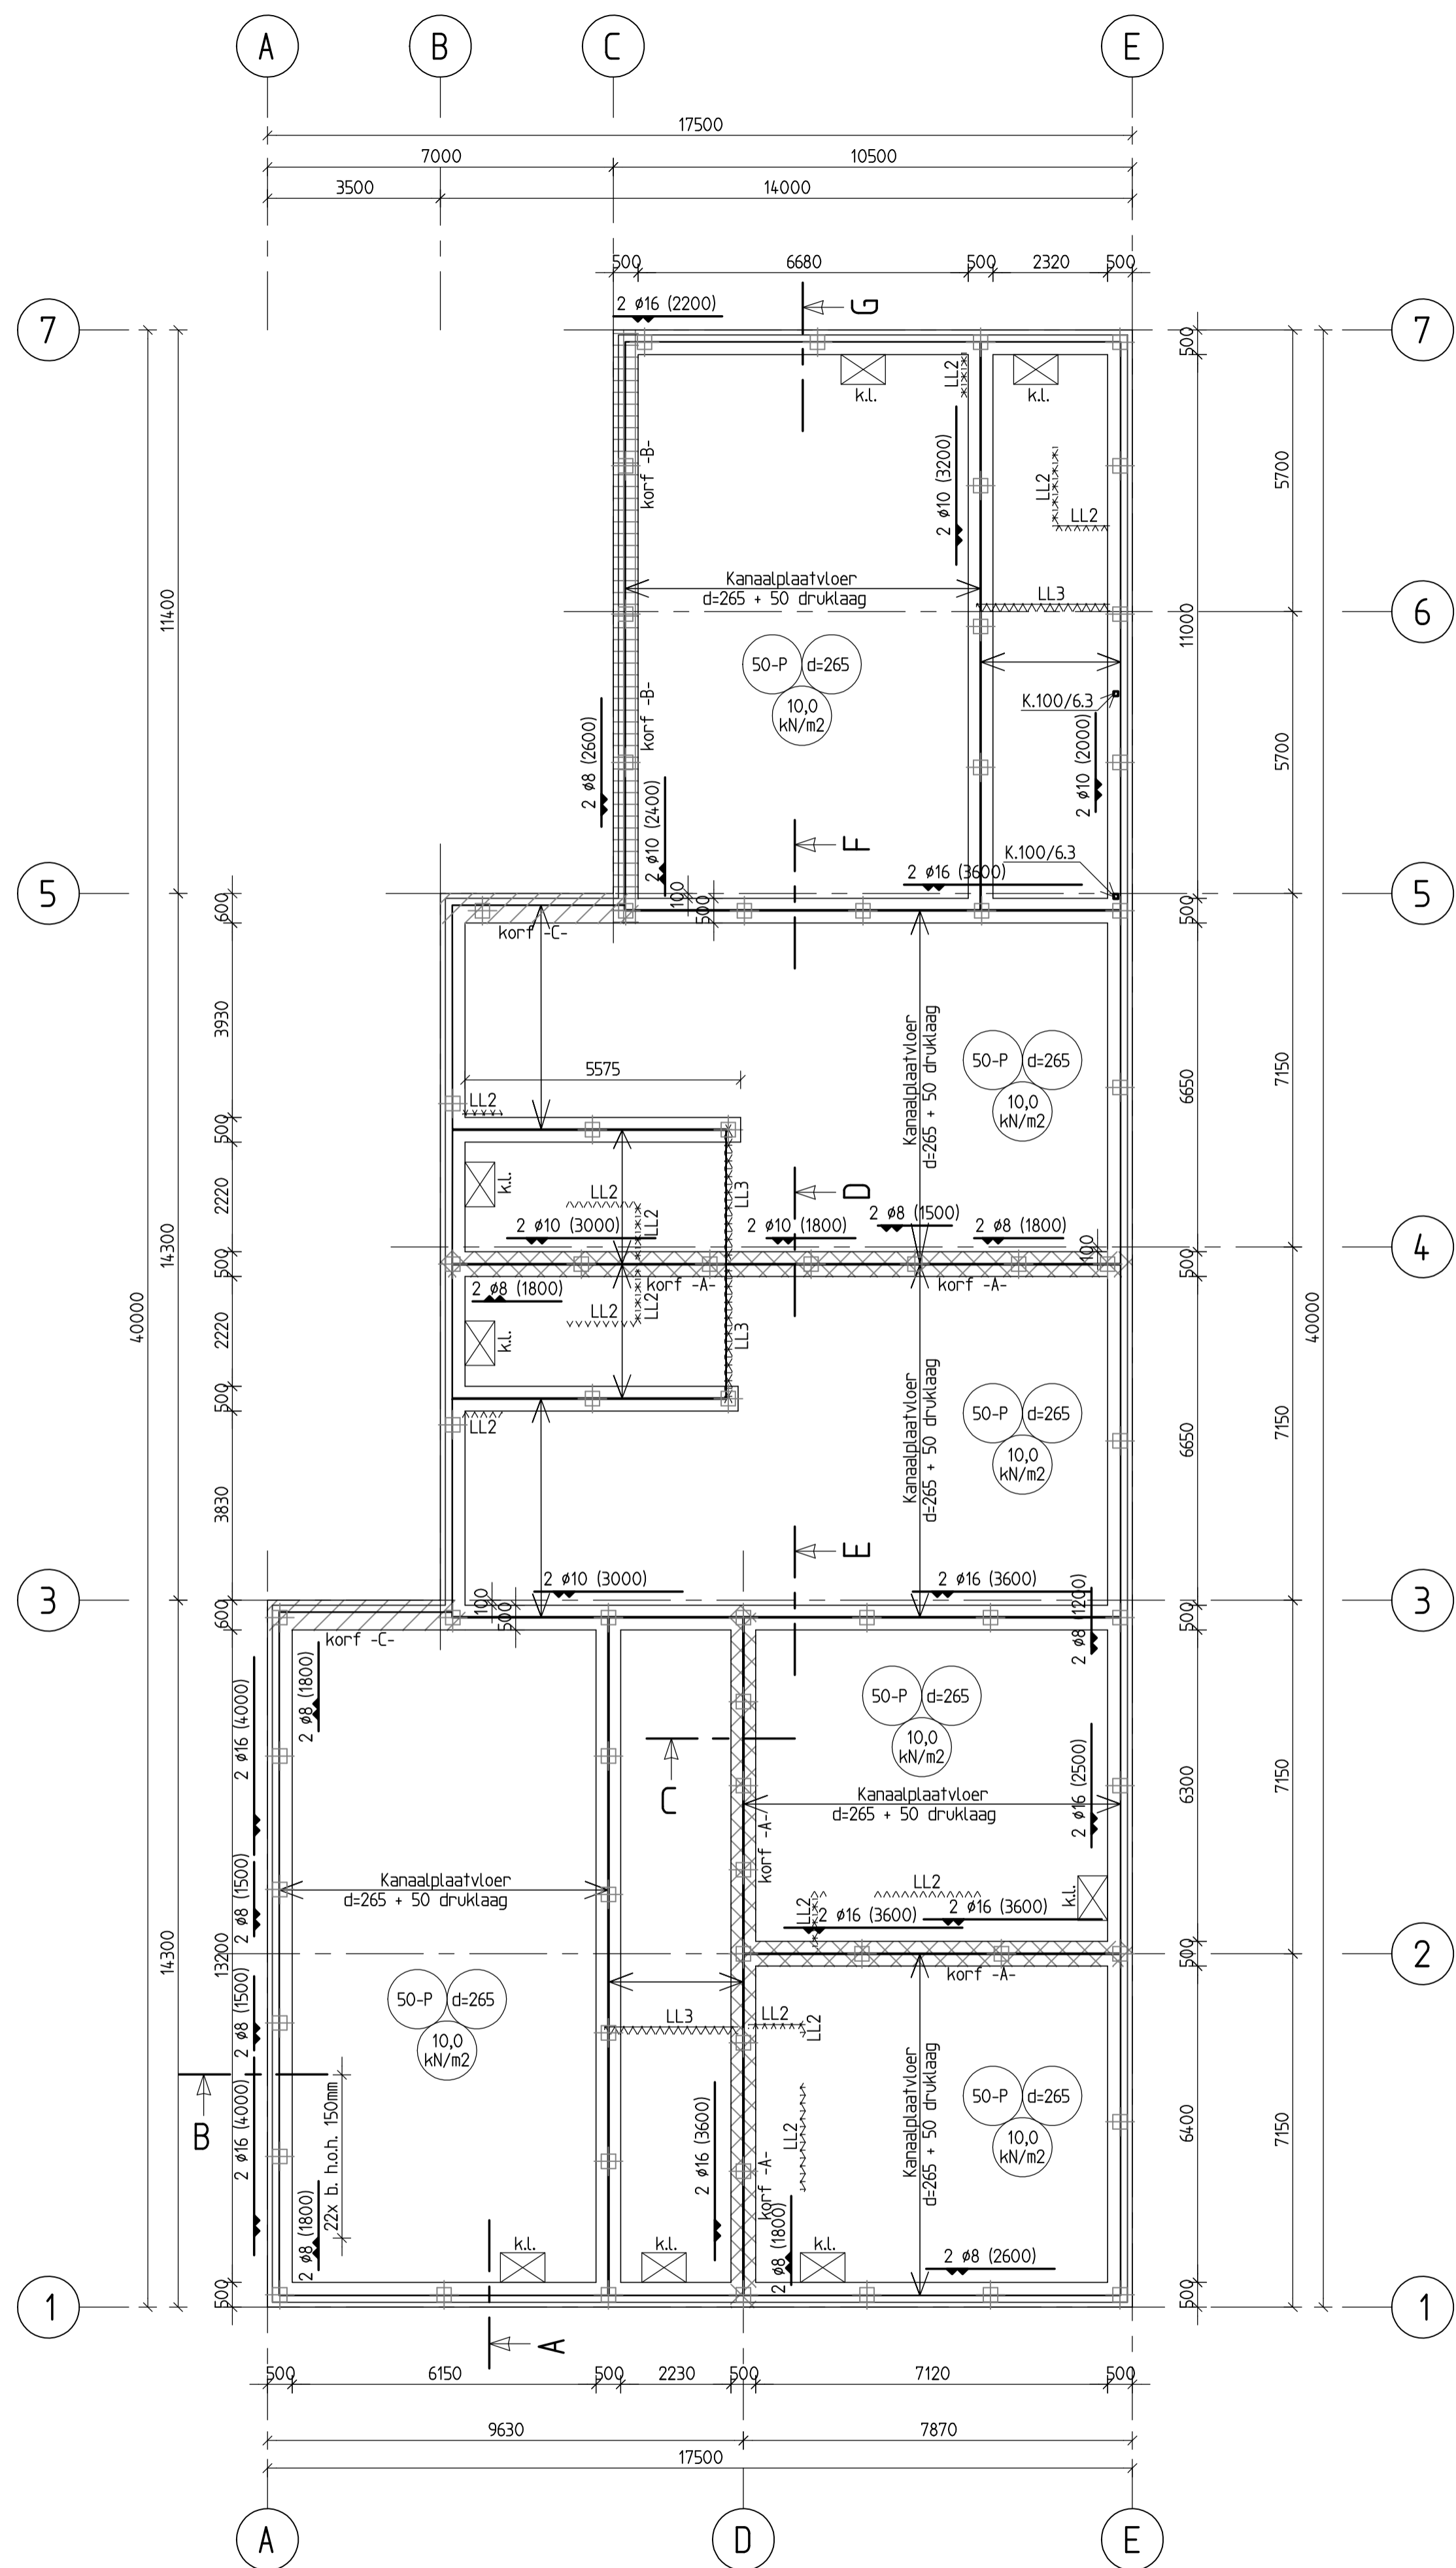 A
B
C
E
17500
7000
10500
3500
14000
500
6680
500
2320
500
2 ø16 (2200)
G
7
7
500
LL2
k.l.
k.l.
korf -B-
2 ø10 (3200)
LL2
LL2
5700
Kanaalplaatvloer
d=265 + 50 druklaag
LL3
11400
11000
6
50-P
d=265
10,0
kN/m2
korf -B-
K.100/6.3
2 ø8 (2600)
2 ø10 (2400)
2 ø10 (2000)
5700
F
K.100/6.3
2 ø16 (3600)
100
500
5
5
600
500
korf -C-
3930
Kanaalplaatvloer
d=265 + 50 druklaag
50-P
d=265
10,0
kN/m2
6650
7150
5575
LL2
500
k.l.
2220
LL2
LL2
LL3
D
2 ø10 (3000)
2 ø10 (1800)
2 ø8 (1500)
2 ø8 (1800)
100
14300
4
500
500
korf -A-
korf -A-
2 ø8 (1800)
LL2
LL2
2220
k.l.
LL3
40000
40000
500
LL2
Kanaalplaatvloer
d=265 + 50 druklaag
50-P
d=265
10,0
kN/m2
6650
7150
3830
E
2 ø10 (3000)
2 ø16 (3600)
100
500
2 ø8 (1200)
3
3
600
500
korf -C-
2 ø8 (1800)
2 ø16 (4000)
50-P
d=265
10,0
kN/m2
C
Kanaalplaatvloer
d=265 + 50 druklaag
2 ø16 (2500)
6300
7150
korf -A-
Kanaalplaatvloer
d=265 + 50 druklaag
2 ø8 (1500)
LL2
LL2
k.l.
2 ø16 (3600)
2 ø16 (3600)
14300
13200
2
500
korf -A-
2 ø8 (1500)
50-P
d=265
10,0
kN/m2
LL3
LL2
LL2
B
2 ø16 (4000)
22x b. h.o.h. 150mm
2 ø8 (1800)
2 ø16 (3600)
LL2
korf -A-
2 ø8 (1800)
Kanaalplaatvloer
d=265 + 50 druklaag
50-P
d=265
10,0
kN/m2
6400
7150
k.l.
k.l.
k.l.
2 ø8 (2600)
500
500
1
1
A
500
6150
500
2230
500
7120
500
9630
7870
17500
A
D
E